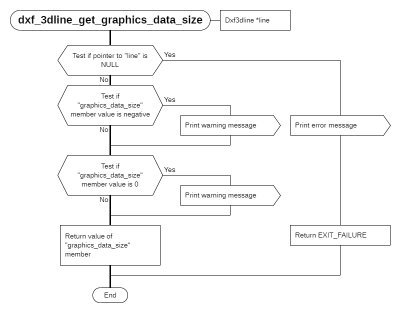 dxf_3dline_get_graphics_data_size
Dxf3dline *line
Test if pointer to "line" is
NULL
Yes
No
Test if
"graphics_data_size"
member value is negative
Yes
Print warning message
Print error message
No
Test if
"graphics_data_size"
member value is 0
Yes
Print warning message
No
Return value of
"graphics_data_size"
member
Return EXIT_FAILURE
End